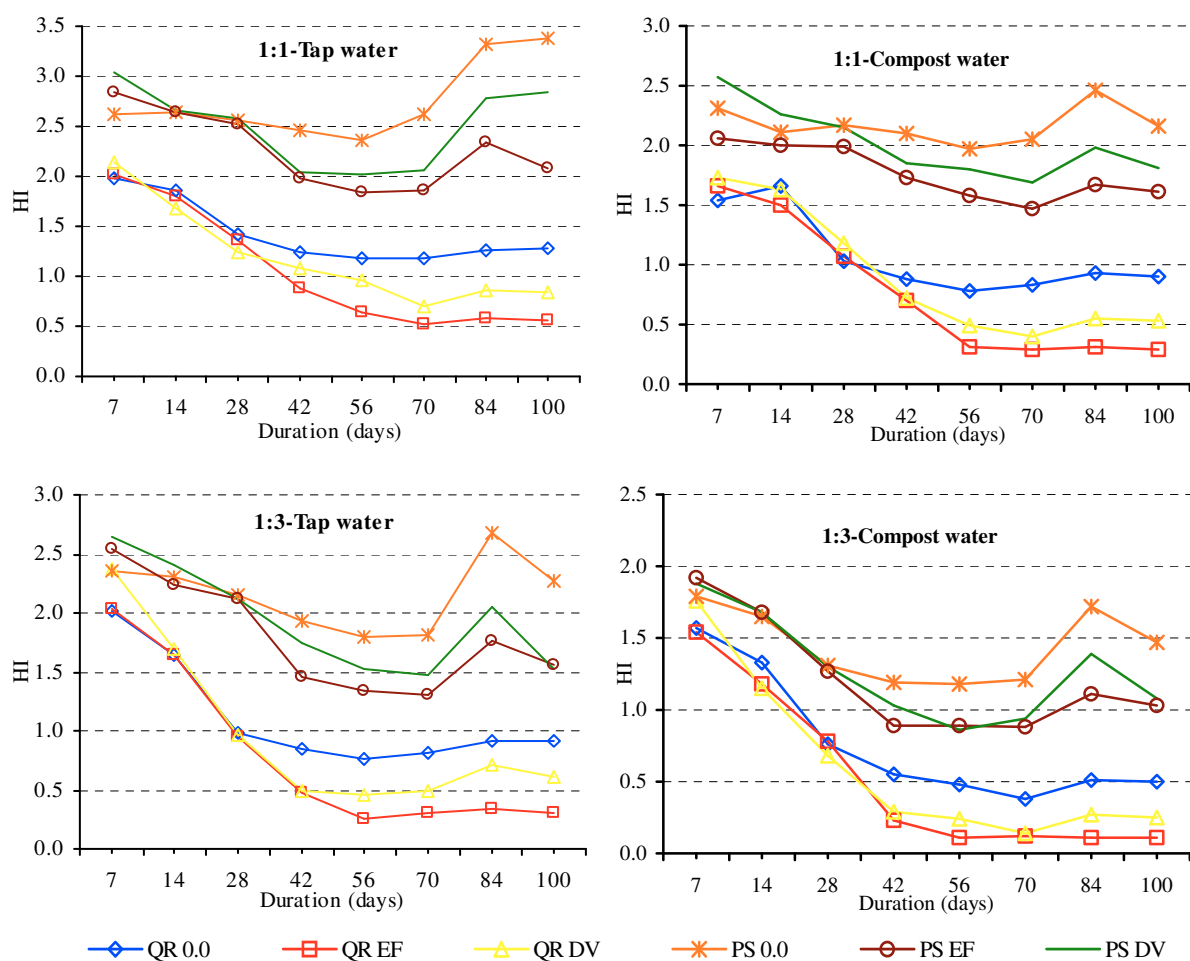 1:1-Tap water
HI
3.5
3.0
2.5
2.0
1.5
1.0
0.5
0.0
7 14 28 42 56 70 84 100
Duration (days)
1:1-Compost water
HI
3.0
2.5
2.0
1.5
1.0
0.5
0.0
7 14 28 42 56 70 84 100
Duration (days)
1:3-Tap water
HI
3.0
2.5
2.0
1.5
1.0
0.5
0.0
7 14 28 42 56 70 84 100
Duration (days)
1:3-Compost water
HI
2.5
2.0
1.5
1.0
0.5
0.0
7 14 28 42 56 70 84 100
Duration (days)
QR 0.0 QR EF QR DV PS 0.0 PS EF PS DV